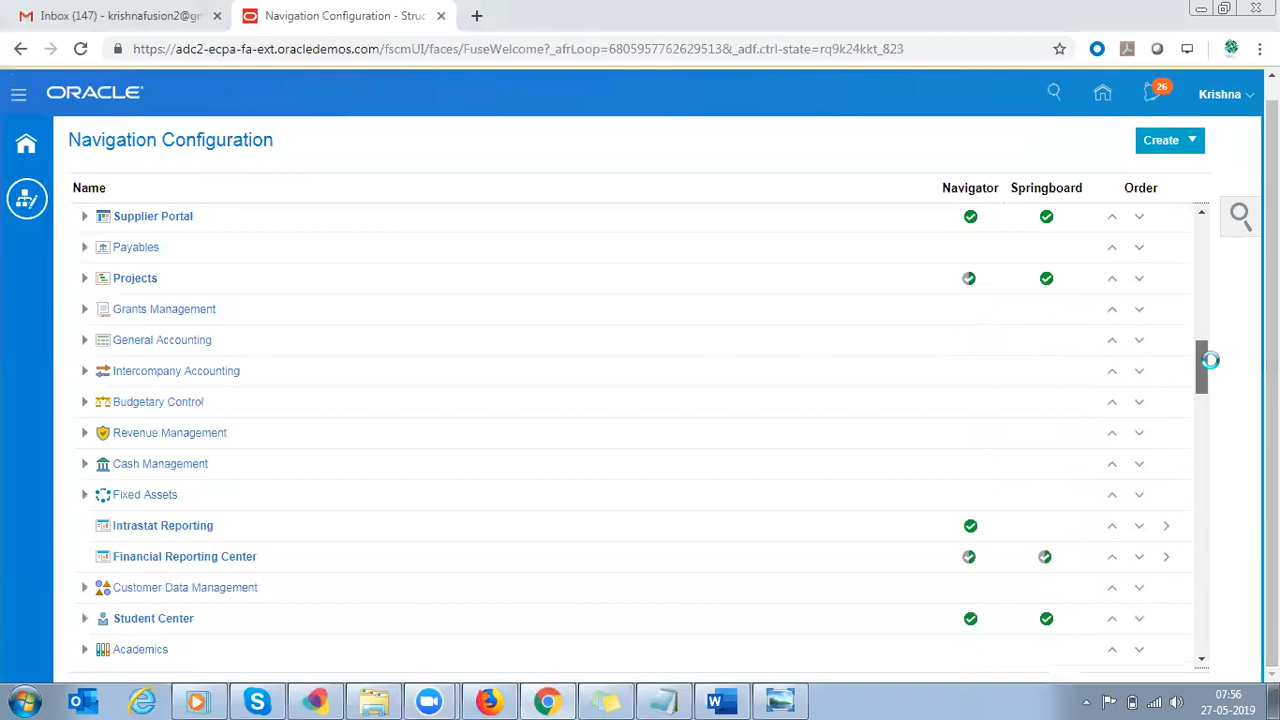 Inbox (147) - krishnafusion2@gr
Navigation Configuration - Struc
https://adc2-ecpa-fa-ext.oracledemos.com/fscmUI/faces/FuseWelcome?_afrLoop=68059577626295138&_adf.ctrl-state=rq9k24kkt_823
ORACLE
26
Krishna
Navigation Configuration
Create
Name Navigator Springboard Order
Supplier Portal
Payables
Projects
Grants Management
General Accounting
Intercompany Accounting
Budgetary Control
Revenue Management
Cash Management
Fixed Assets
Intrastat Reporting
Financial Reporting Center
Customer Data Management
Student Center
Academics
07:56
27-05-2019